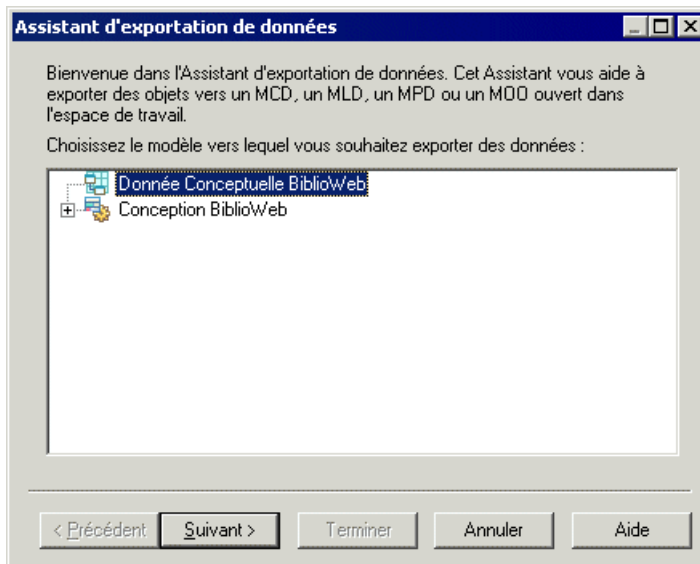 Assistant d'exportation de données
Bienvenue dans l'Assistant d'exportation de données. Cet Assistant vous aide à
exporter des objets vers un MCD, un MLD, un MPD ou un MOO ouvert dans
l'espace de travail.
Choisissez le modèle vers lequel vous souhaitez exporter des données :
Donnée Conceptuelle BiblioWeb
Conception BiblioWeb
< Précédent Suivant > Terminer Annuler Aide